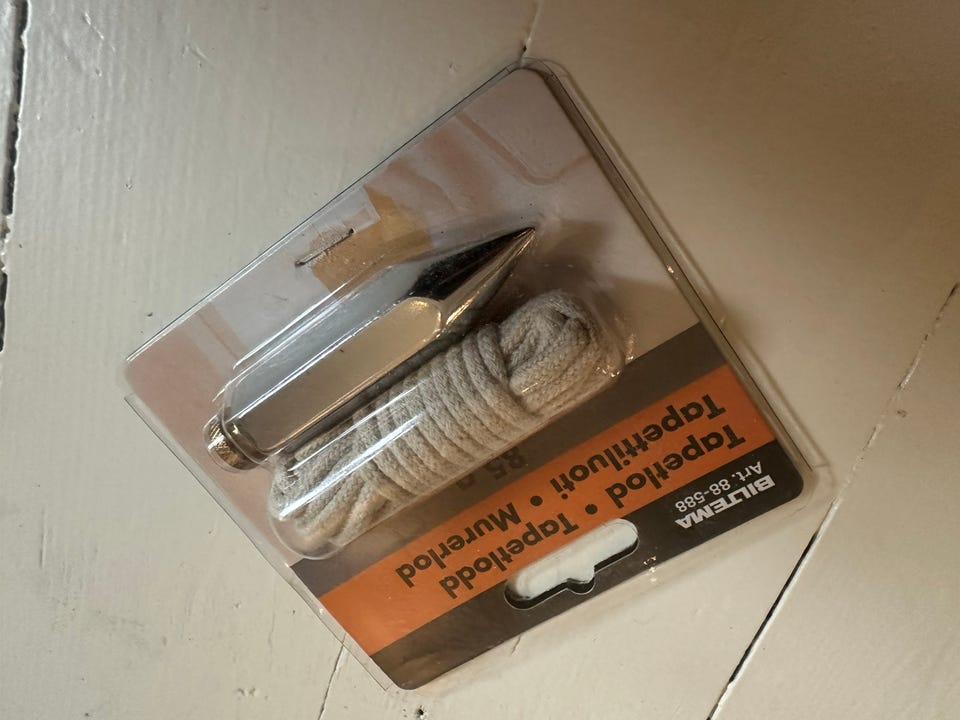 BILTEMA
Art. 88-588
Tapetlod • Tapetlodd
Tapettiluoti • Murerlod